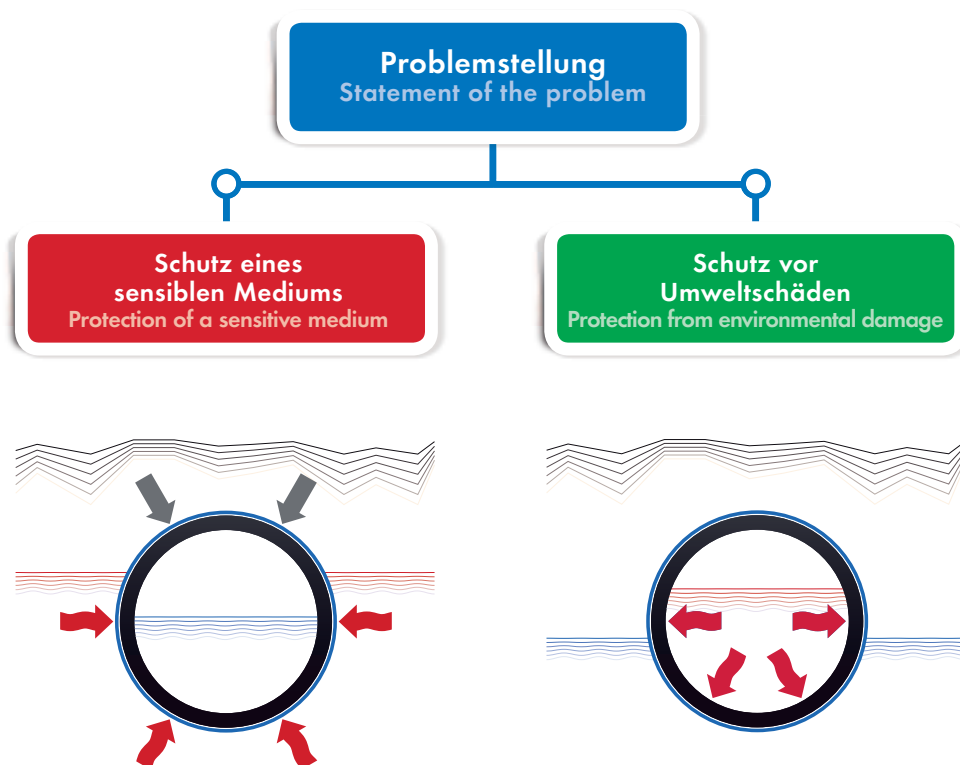 Problemstellung
Statement of the problem
Schutz eines
sensiblen Mediums
Protection of a sensitive medium
Schutz vor
Umweltschäden
Protection from environmental damage